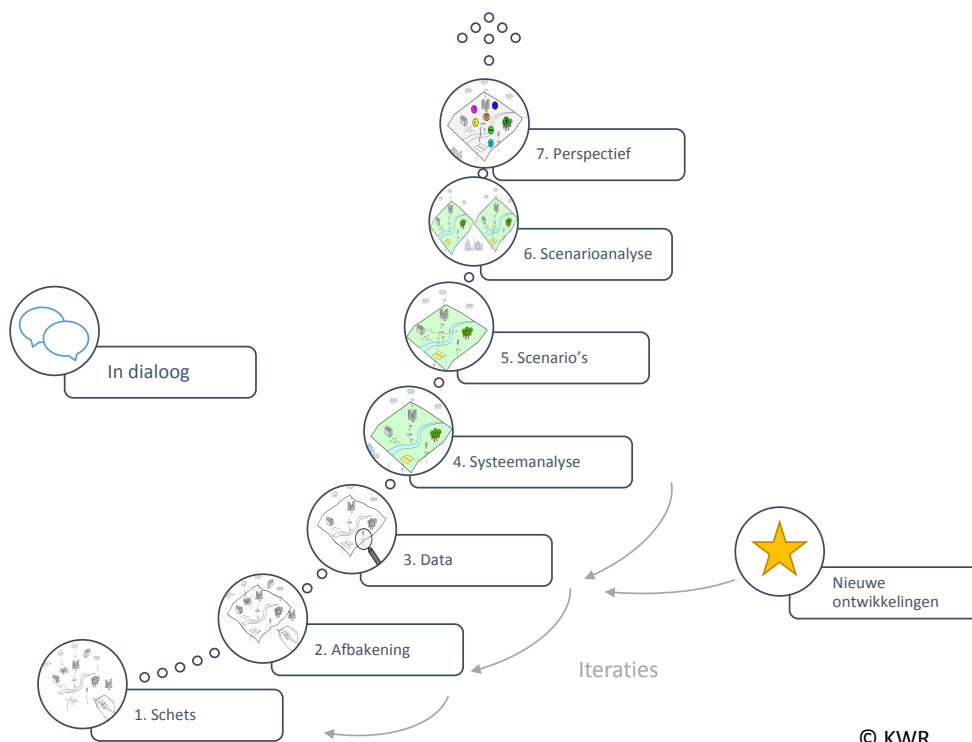 7. Perspectief
6. Scenarioanalyse
5. Scenario's
In dialoog
4. Systeemanalyse
3. Data
Nieuwe
ontwikkelingen
2. Afbakening
Iteraties
1. Schets
© KWR